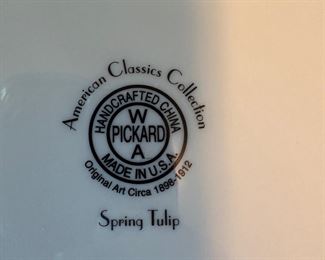 American Classics Collection
HANDCRAFTED CHINA
W
PICKARD
A
MADE IN U.S.A.
Original Art Circa 1898-1912
Spring Tulip